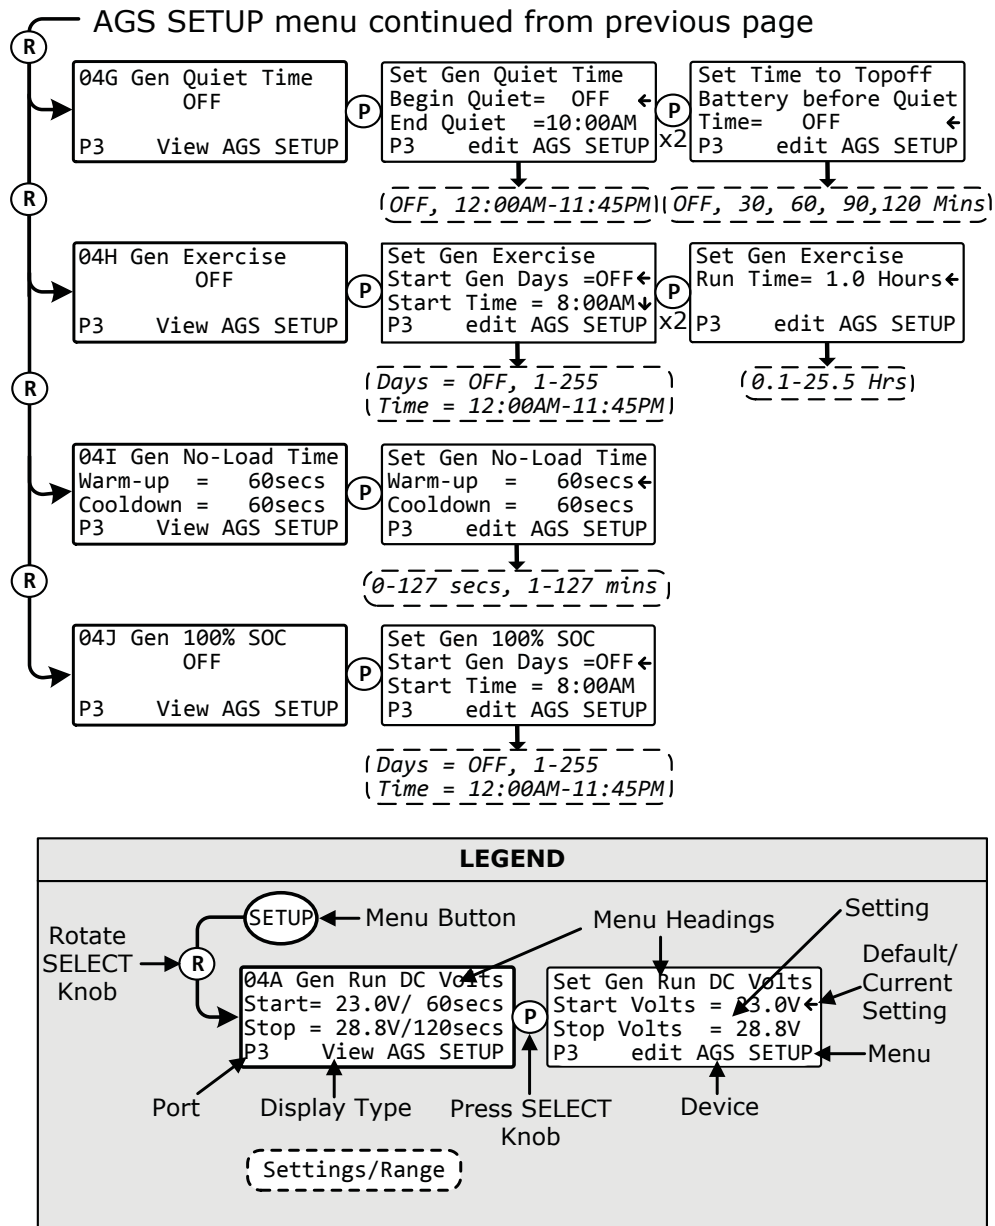 AGS SETUP menu continued from previous page
R
04G Gen Quiet Time
OFF
P3 View AGS SETUP
P
Set Gen Quiet Time
Begin Quiet= OFF ←
End Quiet =10:00AM
P3 edit AGS SETUP
P
x2
Set Time to Topoff
Battery before Quiet
Time= OFF ←
P3 edit AGS SETUP
OFF, 12:00AM-11:45PM
OFF, 30, 60, 90,120 Mins
R
04H Gen Exercise
OFF
P3 View AGS SETUP
P
Set Gen Exercise
Start Gen Days =OFF←
Start Time = 8:00AM↓
P3 edit AGS SETUP
P
x2
Set Gen Exercise
Run Time= 1.0 Hours←
P3 edit AGS SETUP
Days = OFF, 1-255
Time = 12:00AM-11:45PM
0.1-25.5 Hrs
R
04I Gen No-Load Time
Warm-up = 60secs
Cooldown = 60secs
P3 View AGS SETUP
P
Set Gen No-Load Time
Warm-up = 60secs←
Cooldown = 60secs
P3 edit AGS SETUP
0-127 secs, 1-127 mins
R
04J Gen 100% SOC
OFF
P3 View AGS SETUP
P
Set Gen 100% SOC
Start Gen Days =OFF←
Start Time = 8:00AM
P3 edit AGS SETUP
Days = OFF, 1-255
Time = 12:00AM-11:45PM
LEGEND
SETUP
Menu Button
Menu Headings
Setting
Rotate
SELECT
Knob
R
Default/
Current
Setting
04A Gen Run DC Volts
Start= 23.0V/ 60secs
Stop = 28.8V/120secs
P3 View AGS SETUP
P
Set Gen Run DC Volts
Start Volts = 23.0V←
Stop Volts = 28.8V
P3 edit AGS SETUP
Menu
Port
Display Type
Press SELECT
Knob
Device
Settings/Range